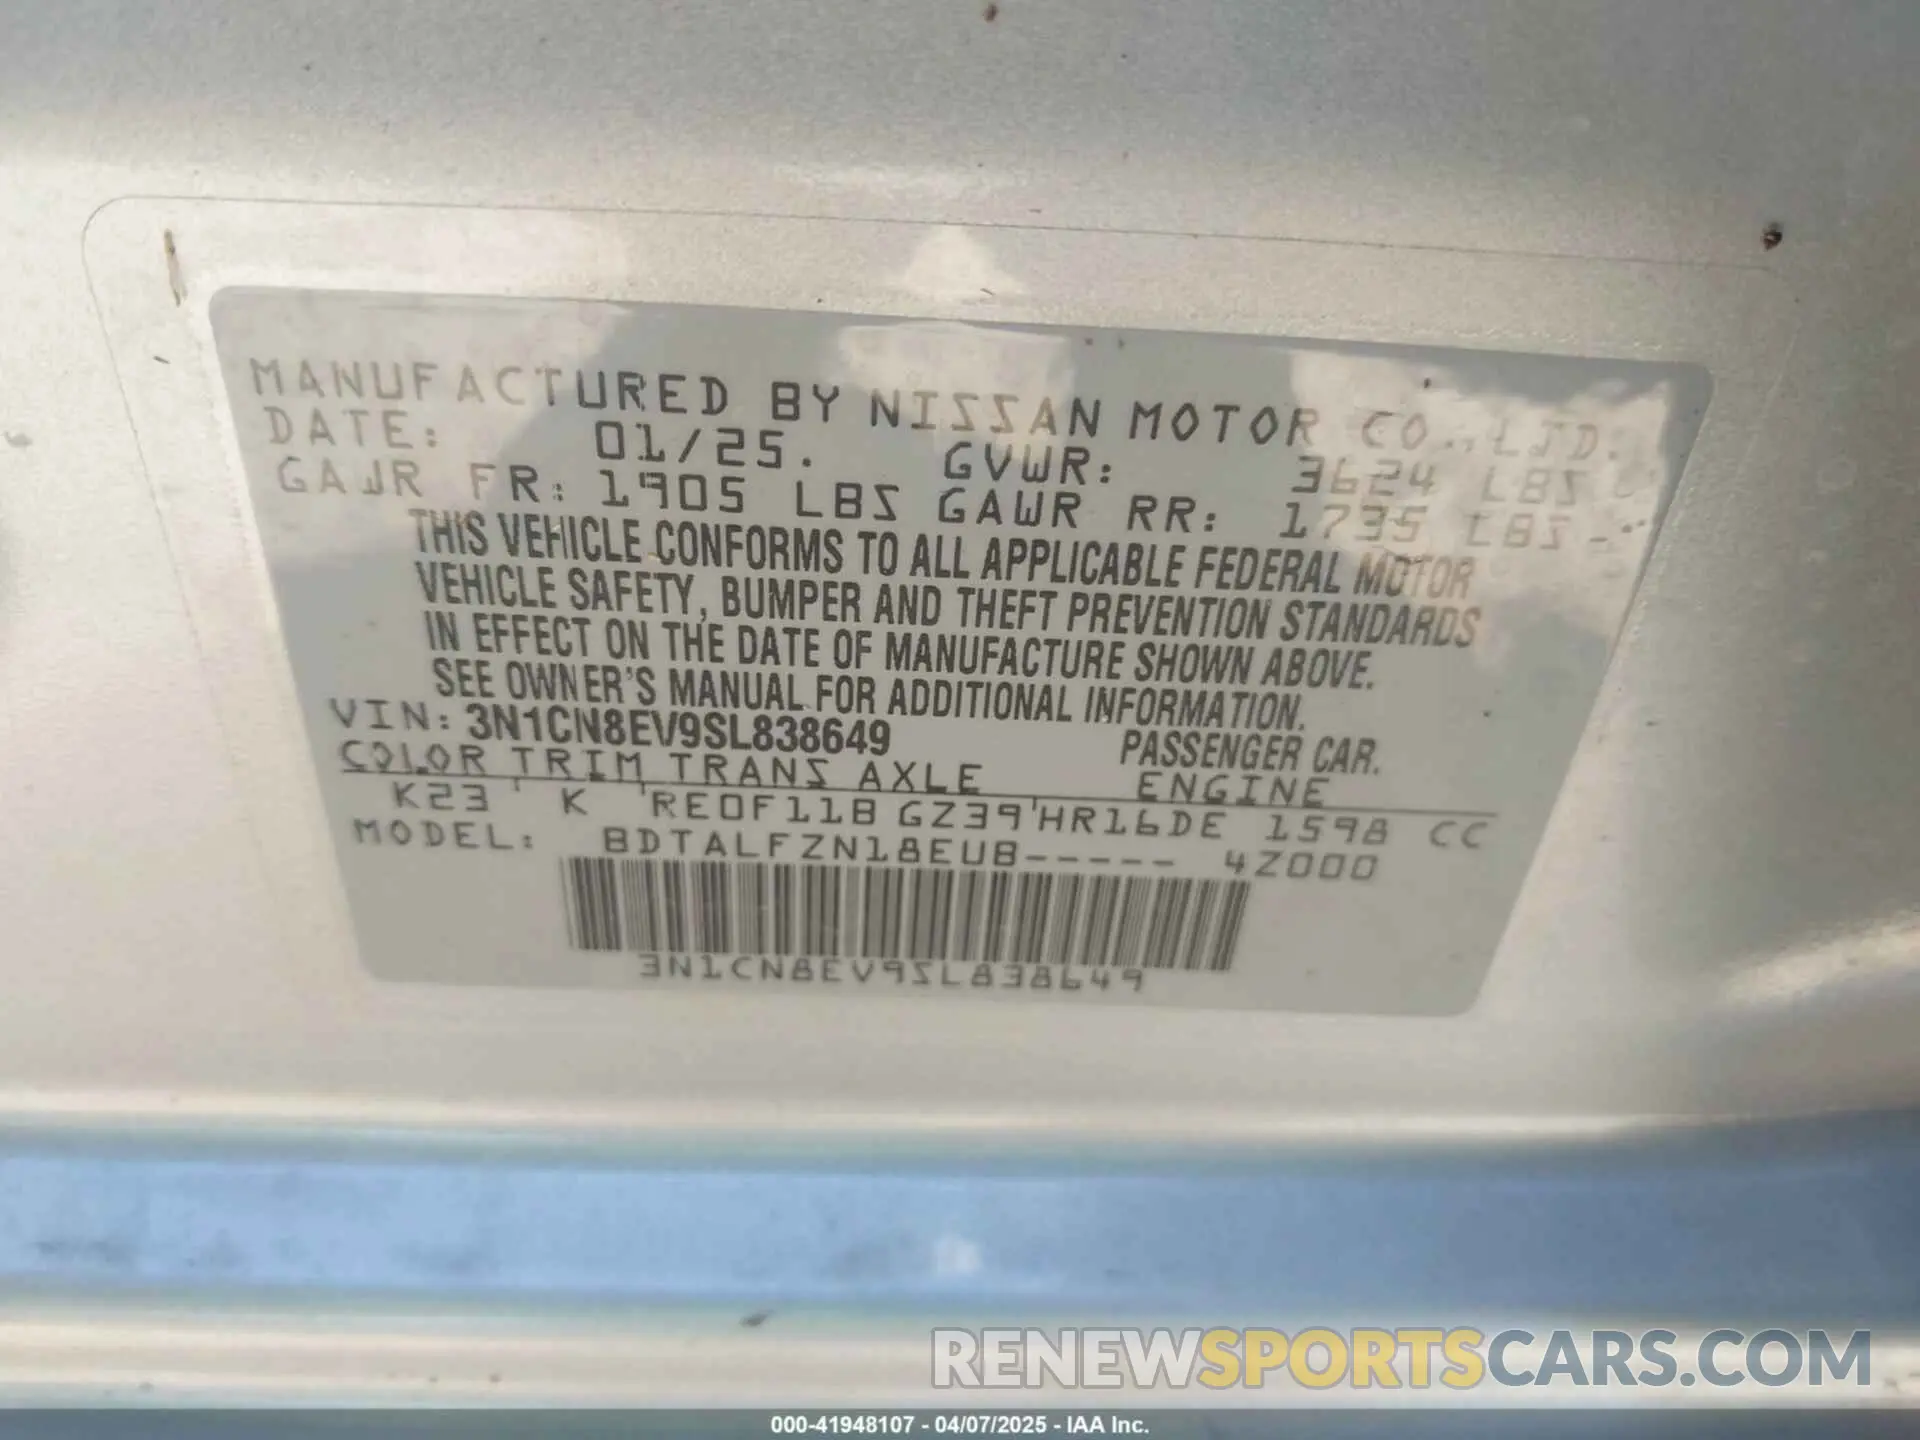 MANUFACTURED BY NISSAN MOTOR CO., LTD.
DATE: 01/25. GVWR: 3624 LBS
GAWR FR: 1905 LBS GAWR RR: 1735 LBS
THIS VEHICLE CONFORMS TO ALL APPLICABLE FEDERAL MOTOR
VEHICLE SAFETY, BUMPER AND THEFT PREVENTION STANDARDS
IN EFFECT ON THE DATE OF MANUFACTURE SHOWN ABOVE.
SEE OWNER'S MANUAL FOR ADDITIONAL INFORMATION.
VIN: 3N1CN8EV9SL838649 PASSENGER CAR.
COLOR TRIM TRANS AXLE ENGINE
K23 ' K 'RE0F11B GZ39'HR16DE 1598 CC
MODEL: BDTALFZN18EUB----- 4Z000
3N1CN8EV9SL838649
RENEWSPORTSCARS.COM
000-41948107 - 04/07/2025 - IAA Inc.